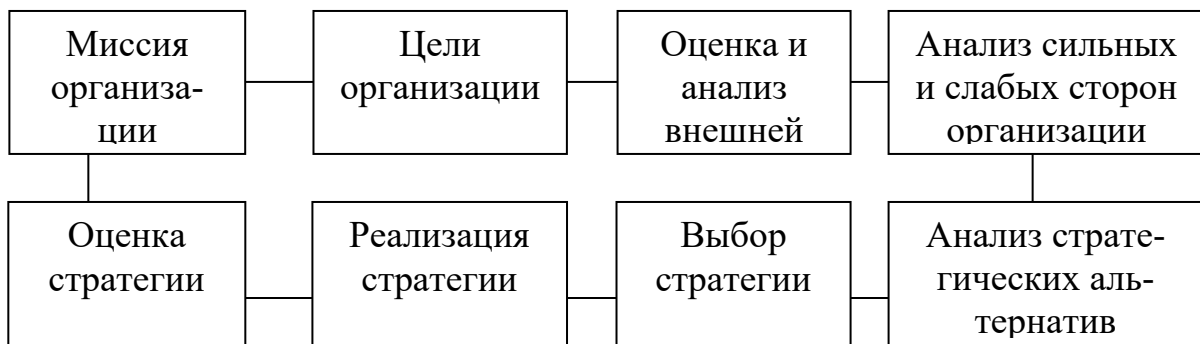 Миссия
организа-
ции
Цели
организации
Оценка и
анализ
внешней
Анализ сильных
и слабых сторон
организации
Оценка
стратегии
Реализация
стратегии
Выбор
стратегии
Анализ страте-
гических аль-
тернатив